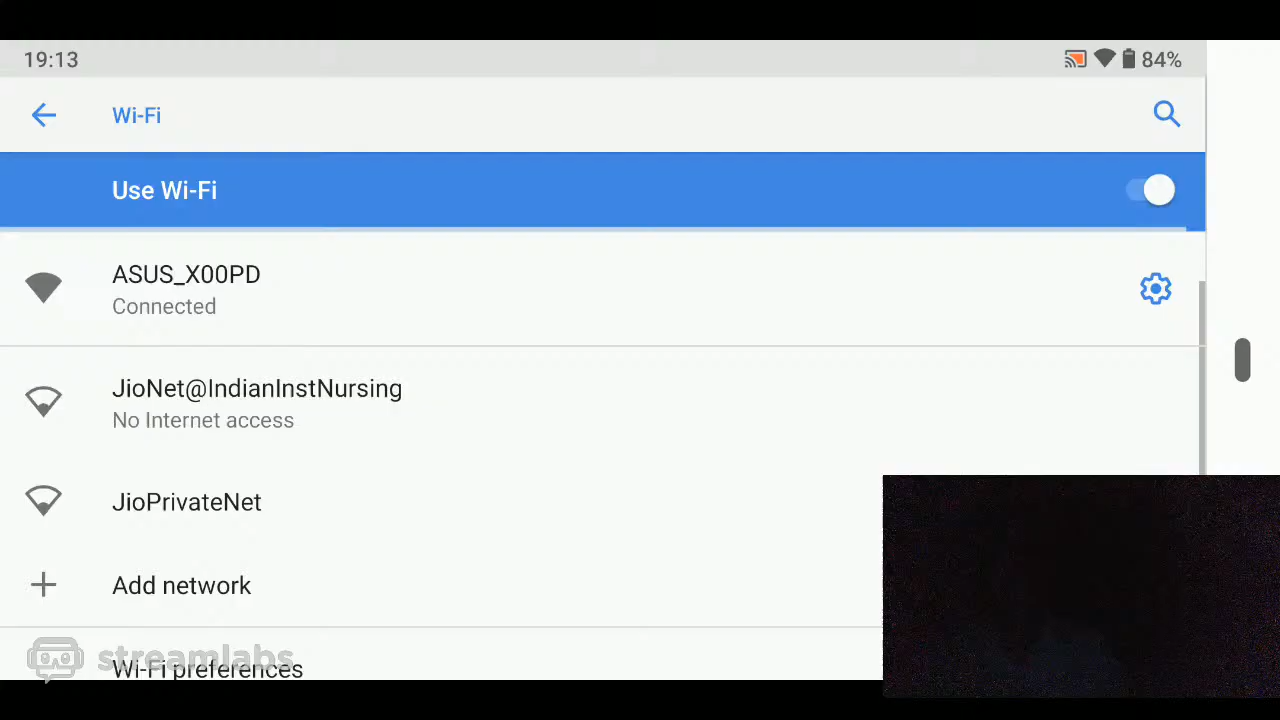 19:13
84%
Wi-Fi
Use Wi-Fi
ASUS_X00PD
Connected
JioNet@IndianInstNursing
No Internet access
JioPrivateNet
Add network
streamlabs
Wi-Fi preferences